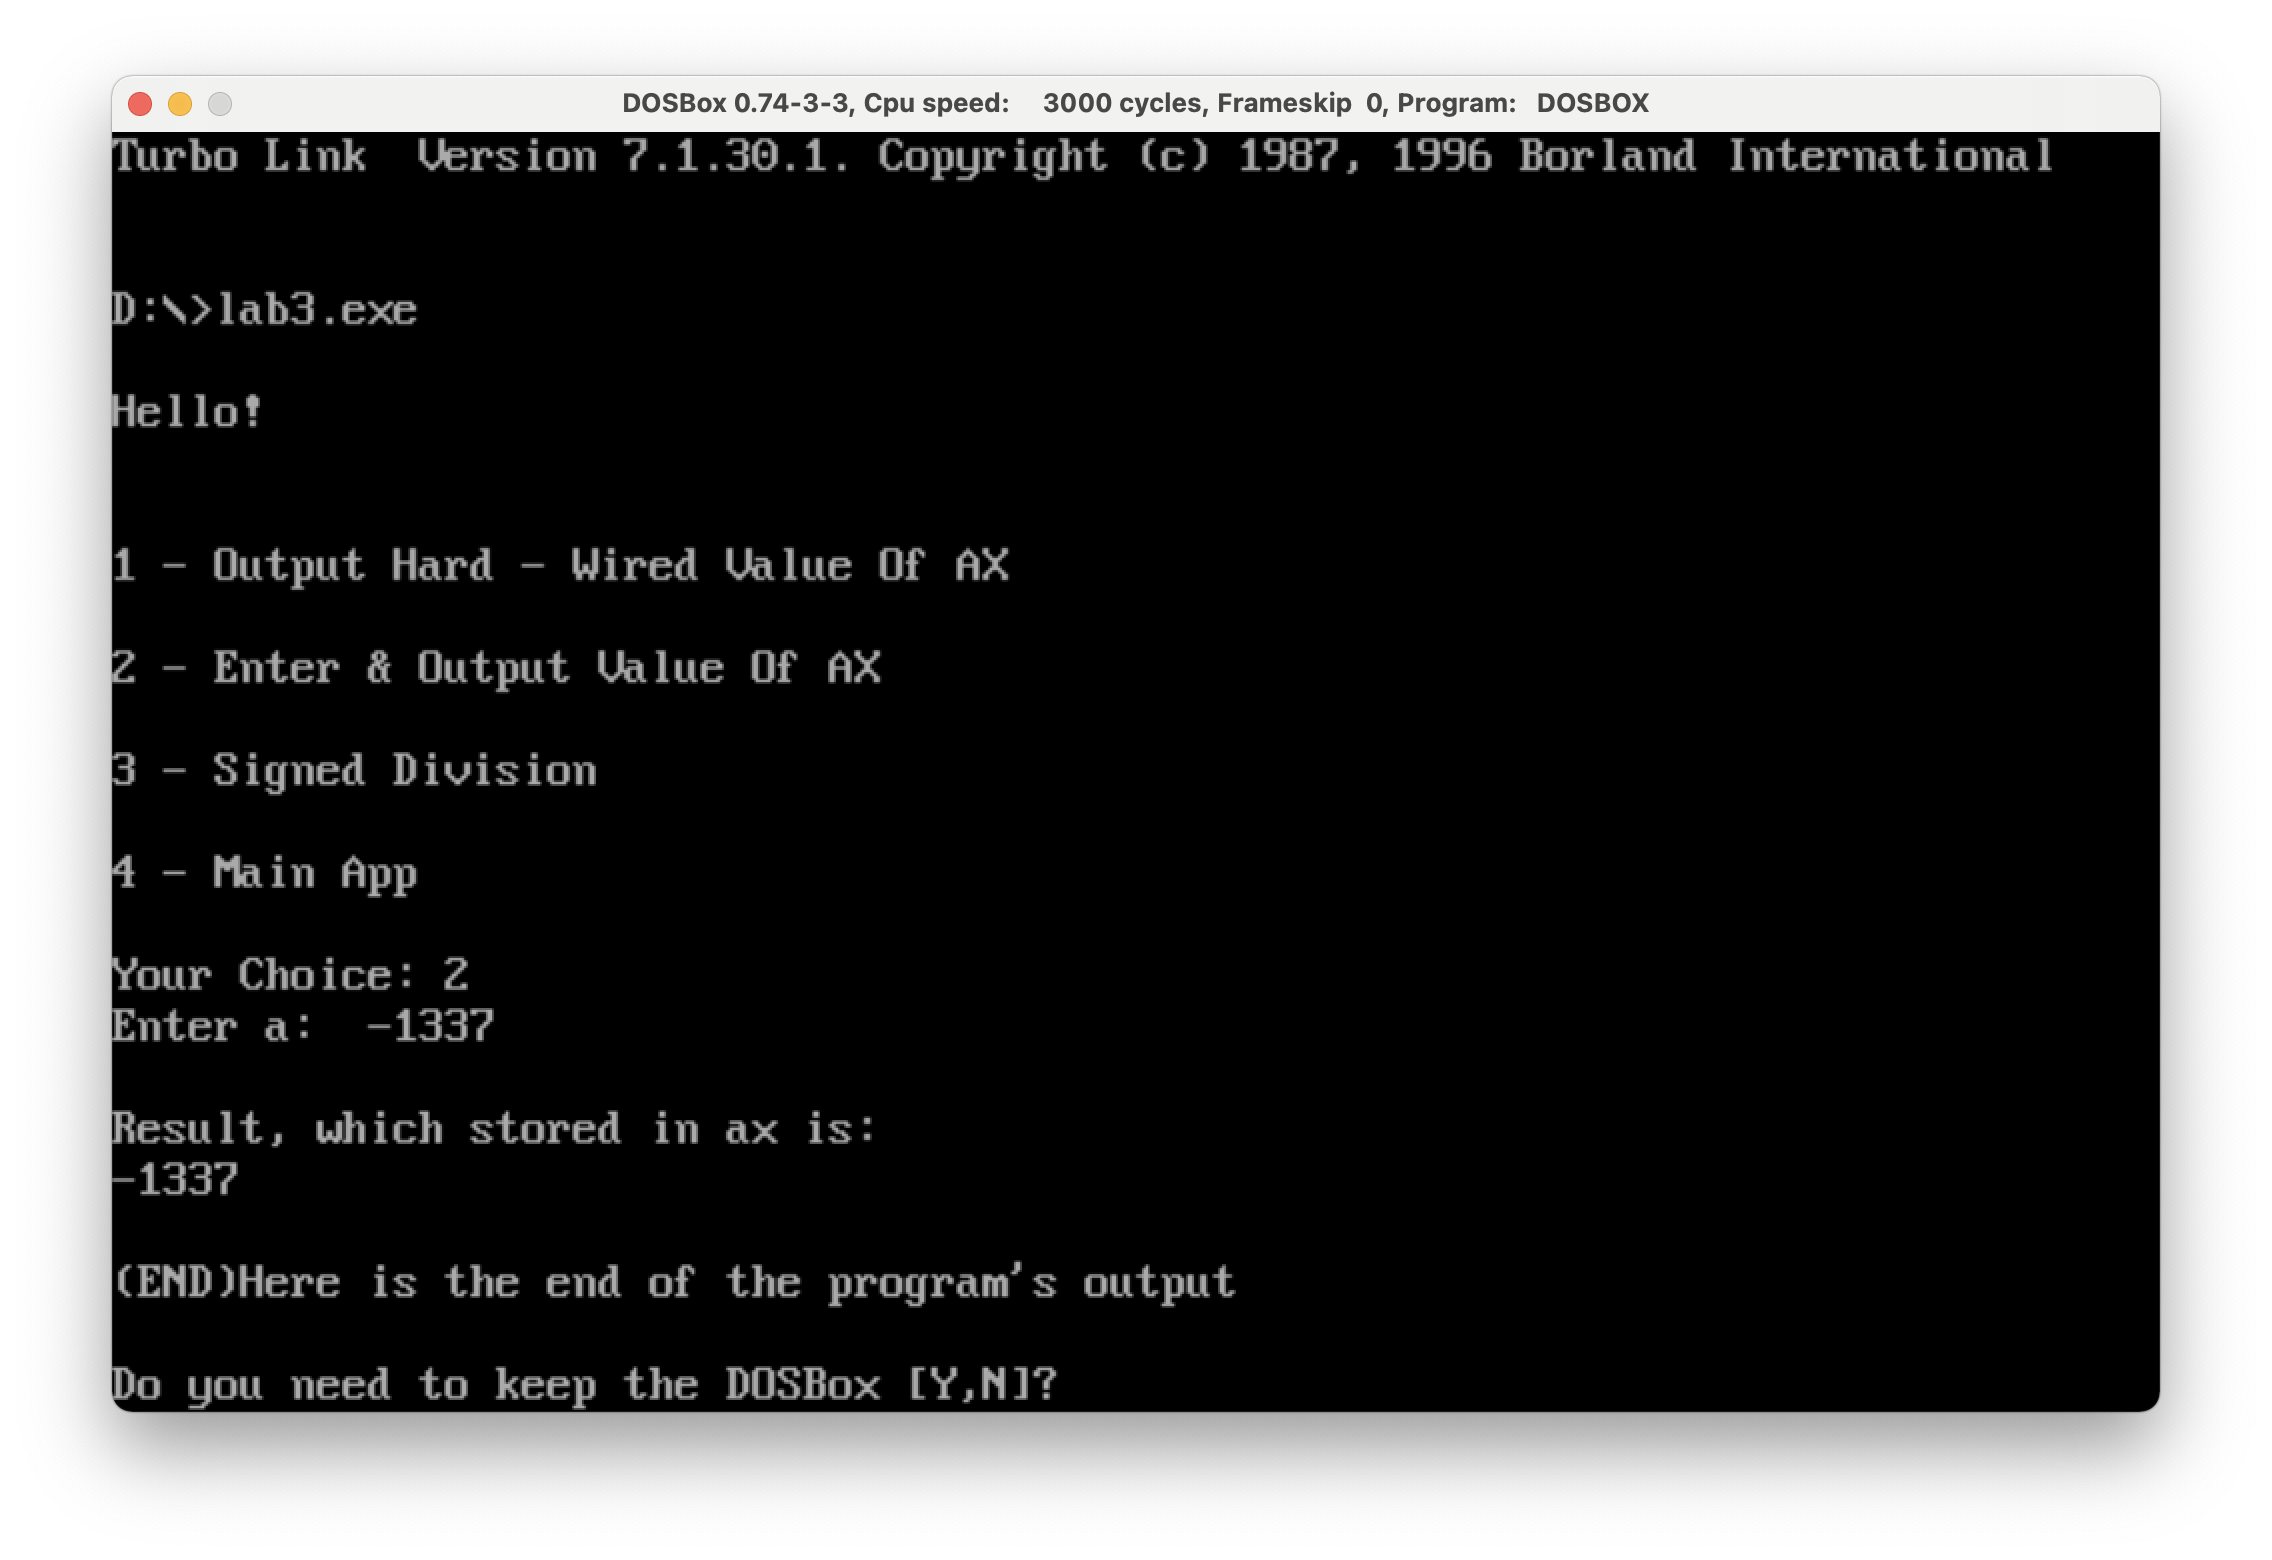 DOSBox 0.74-3-3, Cpu speed:    3000 cycles, Frameskip  0, Program:   DOSBOX
Turbo Link  Version 7.1.30.1. Copyright (c) 1987, 1996 Borland International
D:\>lab3.exe
Hello!
1 - Output Hard - Wired Value Of AX
2 - Enter & Output Value Of AX
3 - Signed Division
4 - Main App
Your Choice: 2
Enter a:  -1337
Result, which stored in ax is:
-1337
(END)Here is the end of the program's output
Do you need to keep the DOSBox [Y,N]?